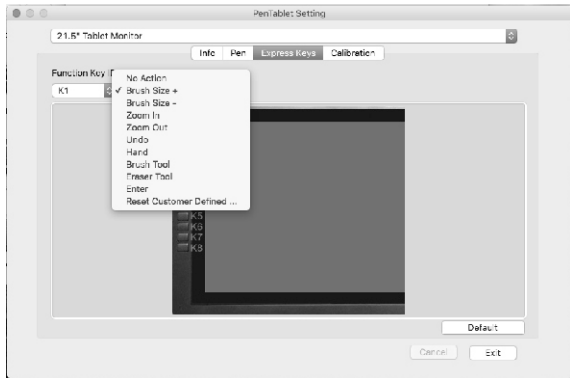 PenTablet Setting
21.5" Tablet Monitor
Info Pen Express Keys Calibration
Function Key
K1
No Action
✓ Brush Size +
Brush Size -
Zoom In
Zoom Out
Undo
Hand
Brush Tool
Eraser Tool
Enter
Reset Customer Defined ...
K5
K6
K7
K8
Default
Cancel Exit